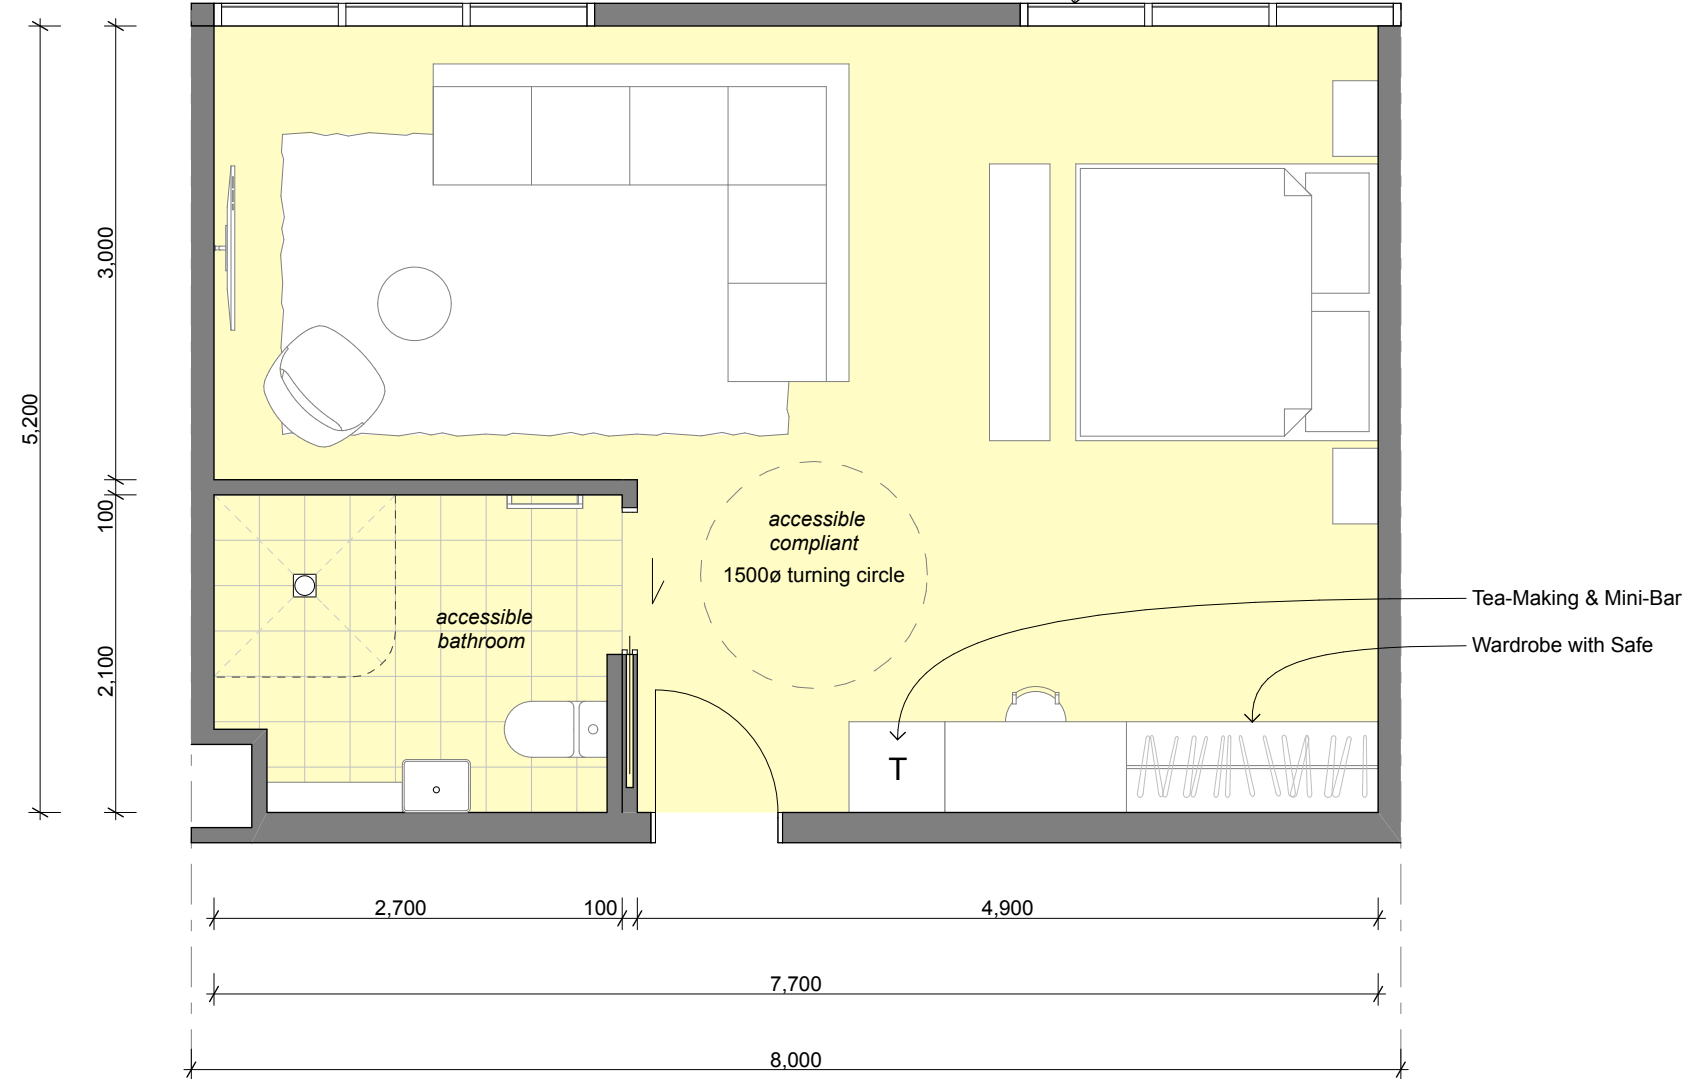 3,000
5,200
100
2,100
accessible
compliant
1500ø turning circle
accessible
bathroom
Tea-Making & Mini-Bar
Wardrobe with Safe
T
2,700
100
4,900
7,700
8,000